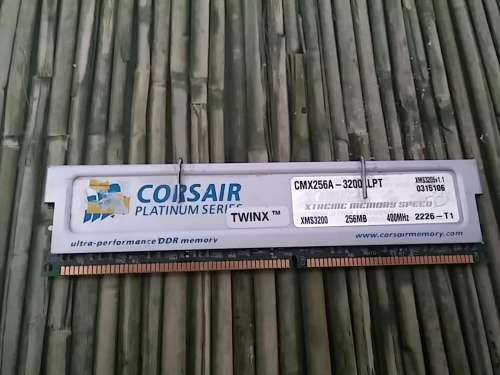 CORSAIR
PLATINUM SERIES
TWINX™
ultra-performance DDR memory
CMX256A-3200LLPT
XMS3200v1.1
0315106
XTREME MEMORY SPEED
XMS3200 256MB 400MHz 2226-T1
www.corsairmemory.com